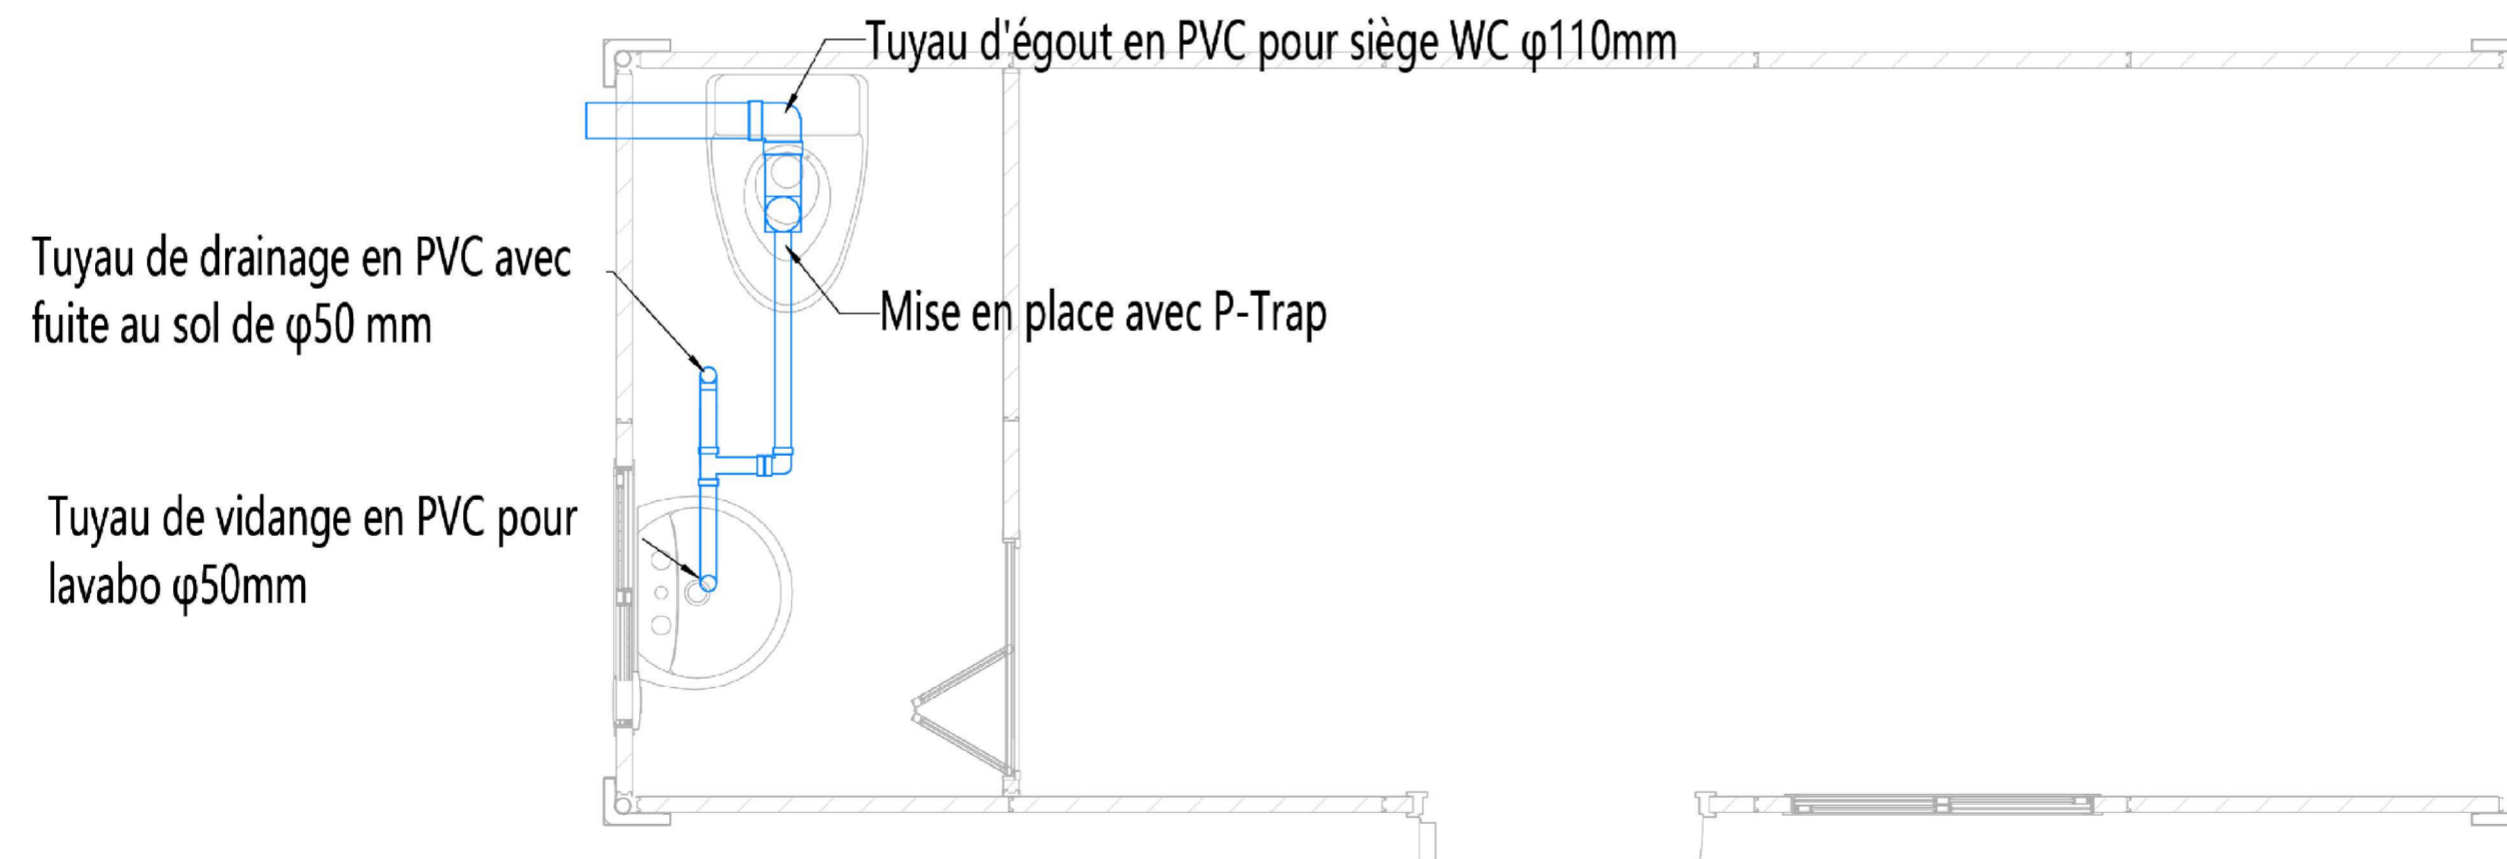 Tuyau d'égout en PVC pour siège WC φ110mm
Tuyau de drainage en PVC avec
fuite au sol de φ50 mm
Mise en place avec P-Trap
Tuyau de vidange en PVC pour
lavabo φ50mm